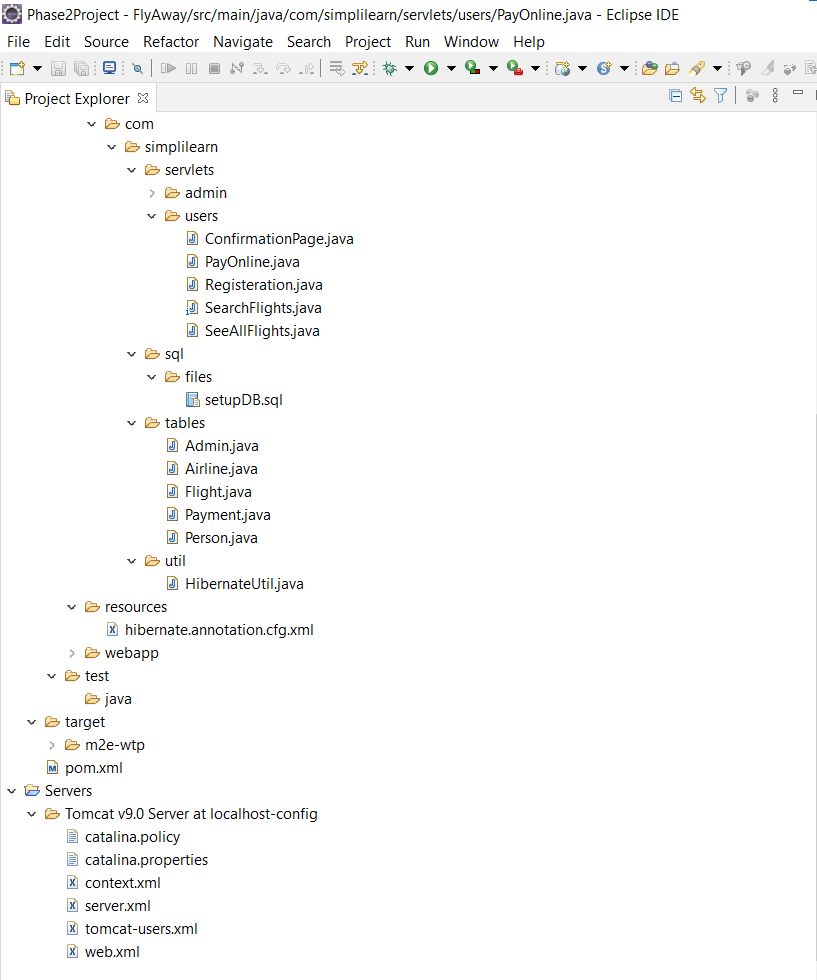 Phase2Project - FlyAway/src/main/java/com/simplilearn/servlets/users/PayOnline.java - Eclipse IDE
File Edit Source Refactor Navigate Search Project Run Window Help
Project Explorer
com
simplilearn
servlets
admin
users
ConfirmationPage.java
PayOnline.java
Registeration.java
SearchFlights.java
SeeAllFlights.java
sql
files
setupDB.sql
tables
Admin.java
Airline.java
Flight.java
Payment.java
Person.java
util
HibernateUtil.java
resources
hibernate.annotation.cfg.xml
webapp
test
java
target
m2e-wtp
pom.xml
Servers
Tomcat v9.0 Server at localhost-config
catalina.policy
catalina.properties
context.xml
server.xml
tomcat-users.xml
web.xml